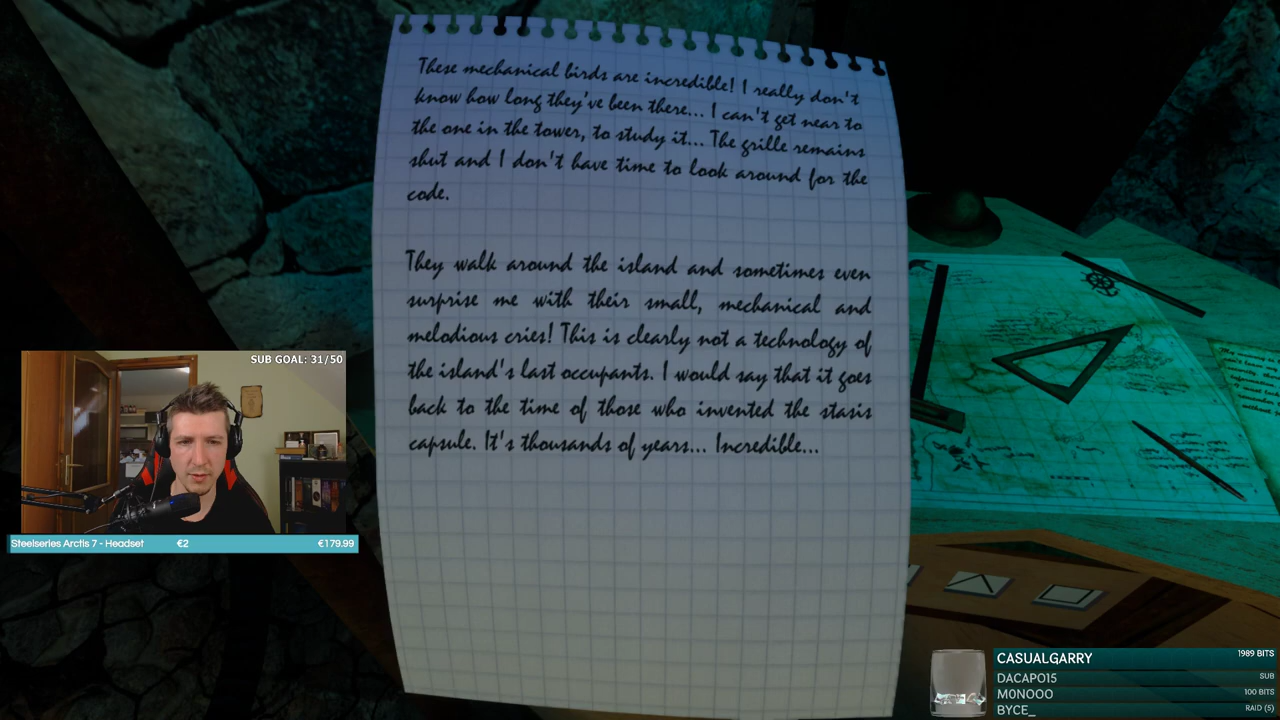 These mechanical birds are incredible! I really don't
know how long they've been there... I can't get near to
the one in the tower, to study it... The grille remains
shut and I don't have time to look around for the
code.
They walk around the island and sometimes even
surprise me with their small, mechanical and
melodious cries! This is clearly not a technology of
the island's last occupants. I would say that it goes
back to the time of those who invented the stasis
capsule. It's thousands of years... Incredible...
SUB GOAL: 31/50
Steelseries Arctis 7 - Headset €2 €179.99
CASUALGARRY 1989 BITS
DACAPO15 SUB
M0NOOO 100 BITS
BYCE_ RAID (5)